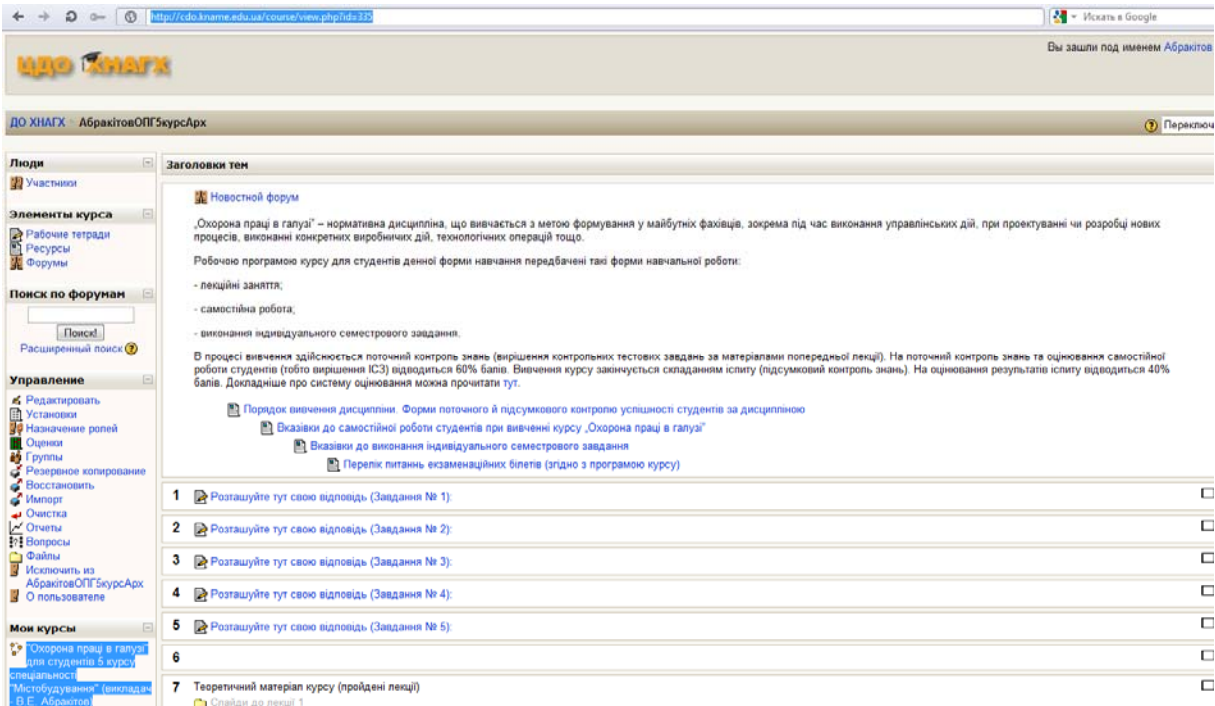 http://cdo.kname.edu.ua/course/view.php?id=335
Искать в Google
ЦДО ХНАГХ
Вы зашли под именем Абракітов
ДО ХНАГХ АбракітовОПГ5курсАрх
Переключ
Люди
Участники
Элементы курса
Рабочие тетради
Ресурсы
Форумы
Поиск по форумам
Поиск!
Расширенный поиск
Управление
Редактировать
Установки
Назначение ролей
Оценки
Группы
Резервное копирование
Восстановить
Импорт
Очистка
Отчеты
Вопросы
Файлы
Исключить из
АбракітовОПГ5курсАрх
О пользователе
Мои курсы
"Охорона праці в галузі"
для студентів 5 курсу
спеціальності
"Містобудування" (викладач
- В.Е. Абракітов)
Заголовки тем
Новостной форум
„Охорона праці в галузі” – нормативна дисципліна, що вивчається з метою формування у майбутніх фахівців, зокрема під час виконання управлінських дій, при проектуванні чи розробці нових
процесів, виконанні конкретних виробничих дій, технологічних операцій тощо.
Робочою програмою курсу для студентів денної форми навчання передбачені такі форми навчальної роботи:
- лекційні заняття;
- самостійна робота;
- виконання індивідуального семестрового завдання.
В процесі вивчення здійснюється поточний контроль знань (вирішення контрольних тестових завдань за матеріалами попередньої лекції). На поточний контроль знань та оцінювання самостійної
роботи студентів (тобто вирішення ІСЗ) відводиться 60% балів. Вивчення курсу закінчується складанням іспиту (підсумковий контроль знань). На оцінювання результатів іспиту відводиться 40%
балів. Докладніше про систему оцінювання можна прочитати тут.
Порядок вивчення дисципліни. Форми поточного й підсумкового контролю успішності студентів за дисципліною
Вказівки до самостійної роботи студентів при вивченні курсу „Охорона праці в галузі”
Вказівки до виконання індивідуального семестрового завдання
Перелік питаннь екзаменаційних білетів (згідно з програмою курсу)
1 Розташуйте тут свою відповідь (Завдання № 1):
2 Розташуйте тут свою відповідь (Завдання № 2):
3 Розташуйте тут свою відповідь (Завдання № 3):
4 Розташуйте тут свою відповідь (Завдання № 4):
5 Розташуйте тут свою відповідь (Завдання № 5):
6
7 Теоретичний матеріал курсу (пройдені лекції)
Слайди до лекції 1